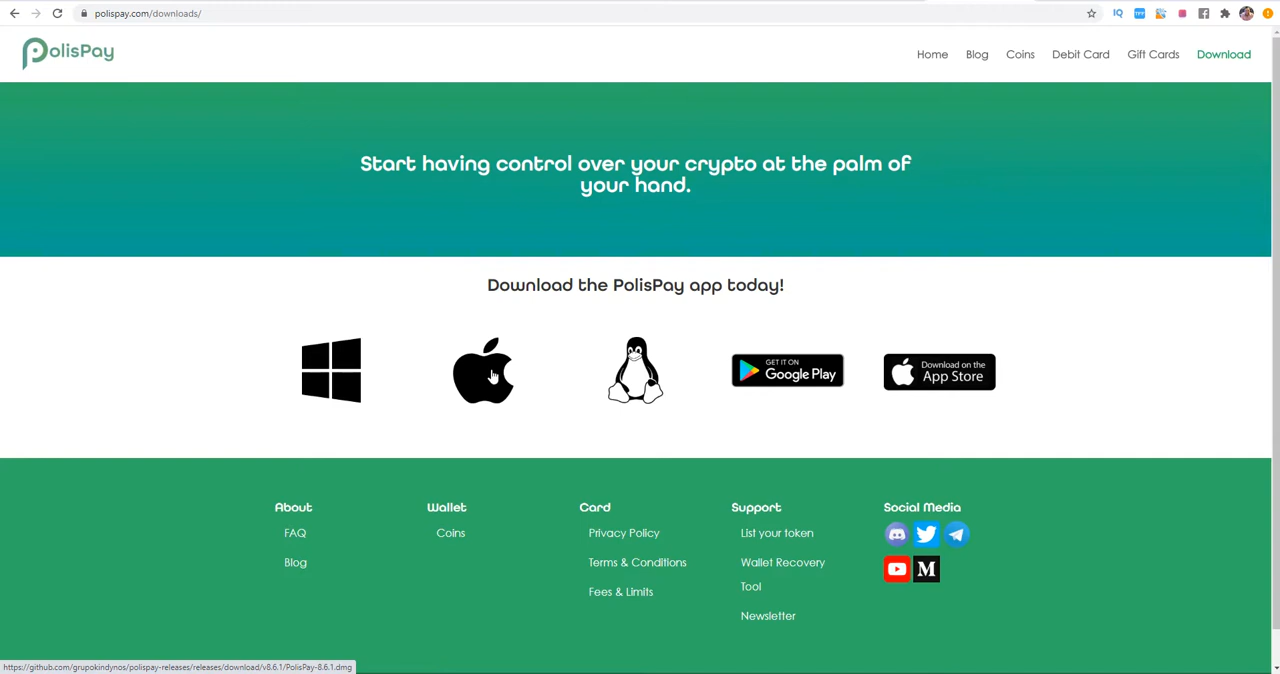 polispay.com/downloads/
PolisPay
Home
Blog
Coins
Debit Card
Gift Cards
Download
Start having control over your crypto at the palm of
your hand.
Download the PolisPay app today!
GET IT ON
Google Play
Download on the
App Store
About
FAQ
Blog
Wallet
Coins
Card
Privacy Policy
Terms & Conditions
Fees & Limits
Support
List your token
Wallet Recovery
Tool
Newsletter
Social Media
M
https://github.com/grupokindynos/polispay-releases/releases/download/v8.6.1/PolisPay-8.6.1.dmg